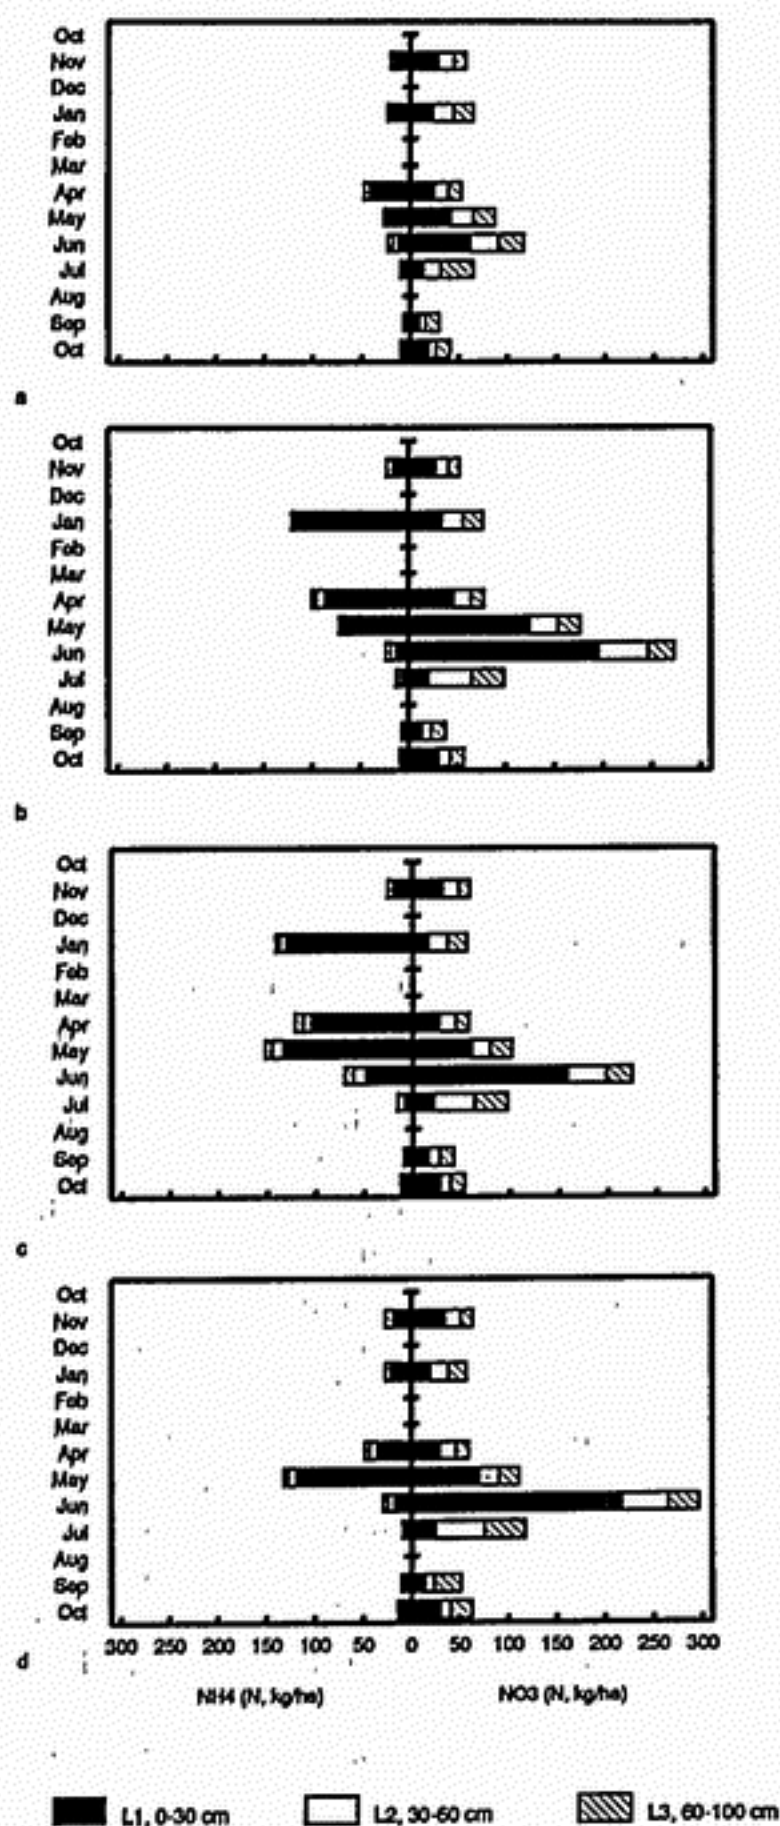 Oct
Nov
Dec
Jan
Feb
Mar
Apr
May
Jun
Jul
Aug
Sep
Oct
a
Oct
Nov
Dec
Jan
Feb
Mar
Apr
May
Jun
Jul
Aug
Sep
Oct
b
Oct
Nov
Dec
Jan
Feb
Mar
Apr
May
Jun
Jul
Aug
Sep
Oct
c
Oct
Nov
Dec
Jan
Feb
Mar
Apr
May
Jun
Jul
Aug
Sep
Oct
300 250 200 150 100 50 0 50 100 150 200 250 300
d
NH4 (N, kg/ha) NO3 (N, kg/ha)
L1, 0-30 cm L2, 30-60 cm L3, 60-100 cm